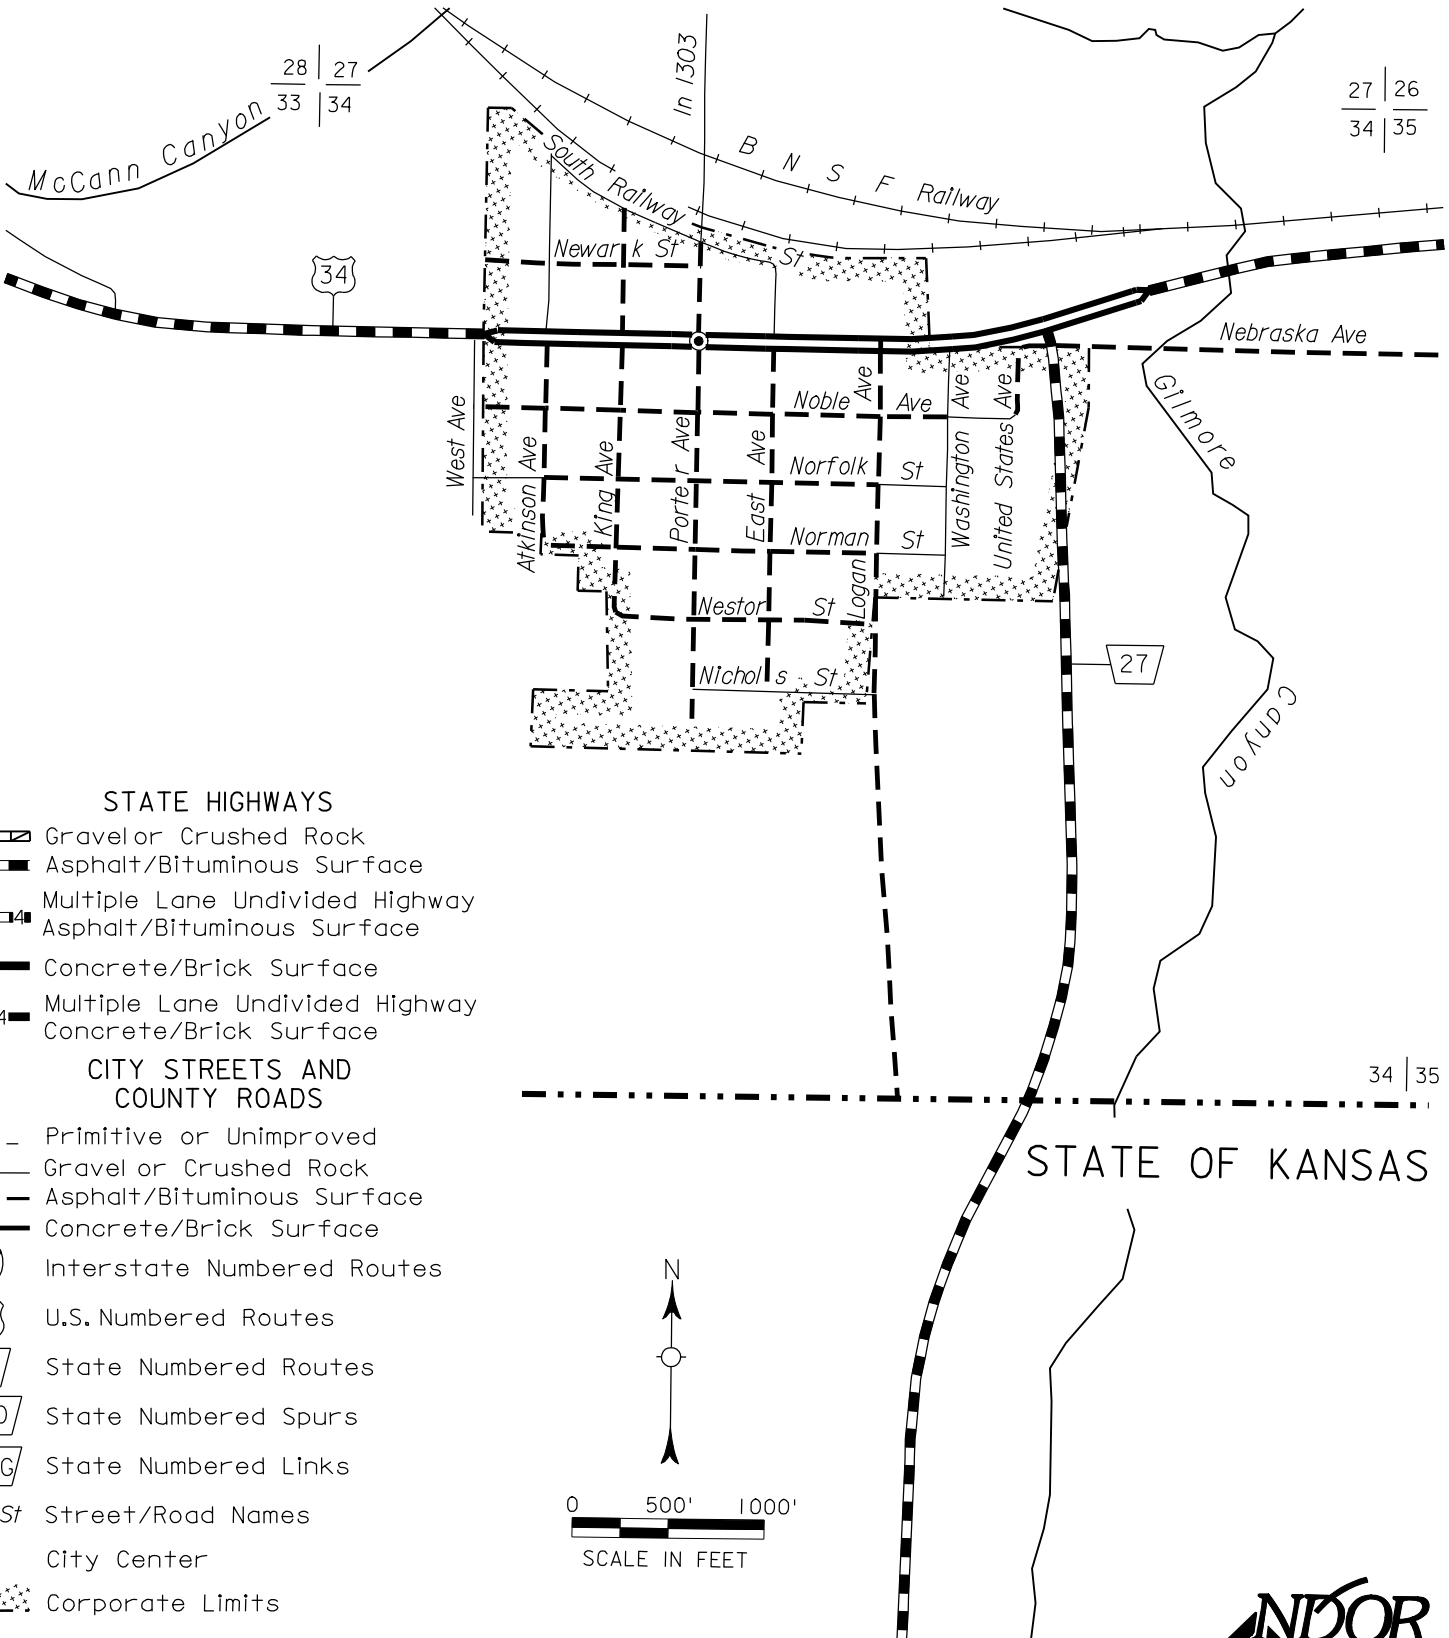 28 27
33 34
McCann Canyon
In 1303
27 26
34 35
B N S F Railway
South Railway St
Newark St
34
Nebraska Ave
West Ave
Noble Ave
Atkinson Ave
King Ave
Porter Ave
East Ave
Logan Ave
Washington Ave
United States Ave
Norfolk St
Norman St
Nestor St
Nichols St
Gilmore Canyon
27
STATE HIGHWAYS
Gravel or Crushed Rock
Asphalt/Bituminous Surface
4 Multiple Lane Undivided Highway
Asphalt/Bituminous Surface
Concrete/Brick Surface
4 Multiple Lane Undivided Highway
Concrete/Brick Surface
CITY STREETS AND
COUNTY ROADS
Primitive or Unimproved
Gravel or Crushed Rock
Asphalt/Bituminous Surface
Concrete/Brick Surface
Interstate Numbered Routes
U.S. Numbered Routes
State Numbered Routes
State Numbered Spurs
G State Numbered Links
St Street/Road Names
City Center
Corporate Limits
34 35
STATE OF KANSAS
N
0 500' 1000'
SCALE IN FEET
NDOR